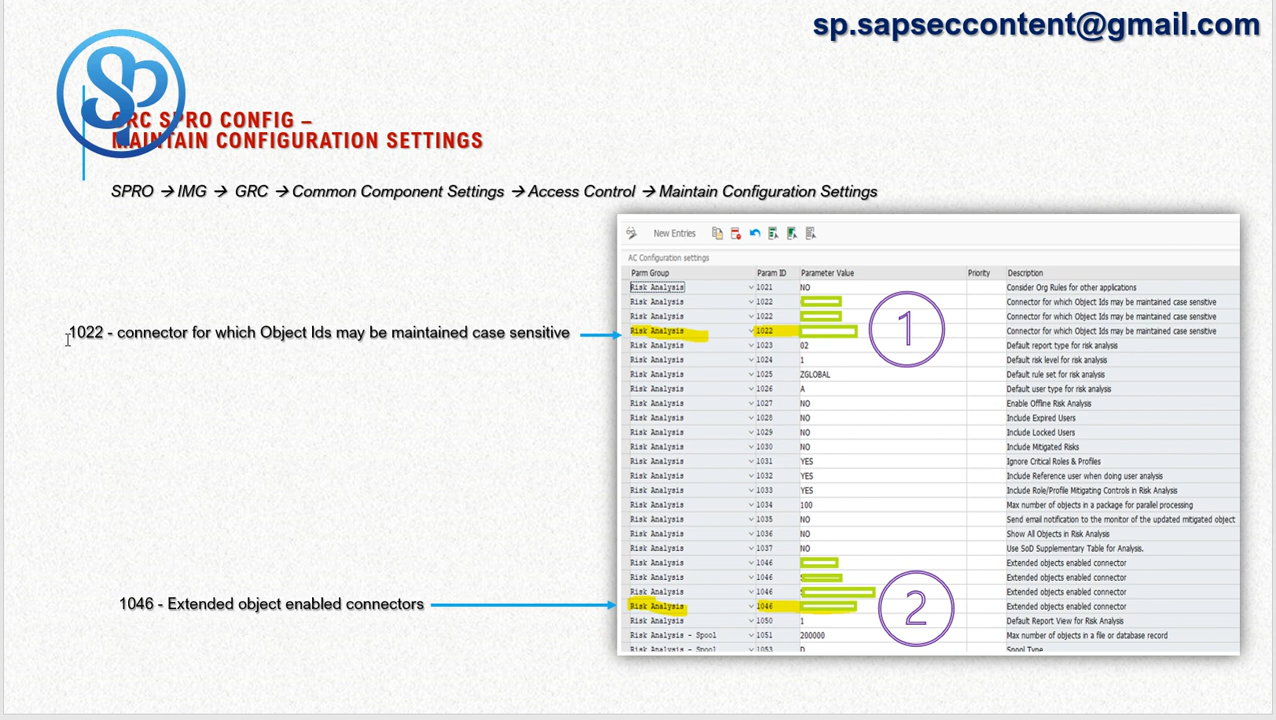 sp.sapseccontent@gmail.com
Sp
GRC SPRO CONFIG –
MAINTAIN CONFIGURATION SETTINGS
SPRO → IMG → GRC → Common Component Settings → Access Control → Maintain Configuration Settings
New Entries
AC Configuration settings
Parm Group Param ID Parameter Value Priority Description
Risk Analysis 1021 NO Consider Org Rules for other applications
Risk Analysis 1022 Connector for which Object Ids may be maintained case sensitive
Risk Analysis 1022 Connector for which Object Ids may be maintained case sensitive
Risk Analysis 1022 Connector for which Object Ids may be maintained case sensitive
Risk Analysis 1023 02 Default report type for risk analysis
Risk Analysis 1024 1 Default risk level for risk analysis
Risk Analysis 1025 ZGLOBAL Default rule set for risk analysis
Risk Analysis 1026 A Default user type for risk analysis
Risk Analysis 1027 NO Enable Offline Risk Analysis
Risk Analysis 1028 NO Include Expired Users
Risk Analysis 1029 NO Include Locked Users
Risk Analysis 1030 NO Include Mitigated Risks
Risk Analysis 1031 YES Ignore Critical Roles & Profiles
Risk Analysis 1032 YES Include Reference user when doing user analysis
Risk Analysis 1033 YES Include Role/Profile Mitigating Controls in Risk Analysis
Risk Analysis 1034 100 Max number of objects in a package for parallel processing
Risk Analysis 1035 NO Send email notification to the monitor of the updated mitigated object
Risk Analysis 1036 NO Show All Objects in Risk Analysis
Risk Analysis 1037 NO Use SoD Supplementary Table for Analysis.
Risk Analysis 1046 Extended objects enabled connector
Risk Analysis 1046 Extended objects enabled connector
Risk Analysis 1046 Extended objects enabled connector
Risk Analysis 1046 Extended objects enabled connector
Risk Analysis 1050 1 Default Report View for Risk Analysis
Risk Analysis - Spool 1051 200000 Max number of objects in a file or database record
Risk Analysis - Spool 1053 D Spool Type
1
2
1022 - connector for which Object Ids may be maintained case sensitive
1046 - Extended object enabled connectors